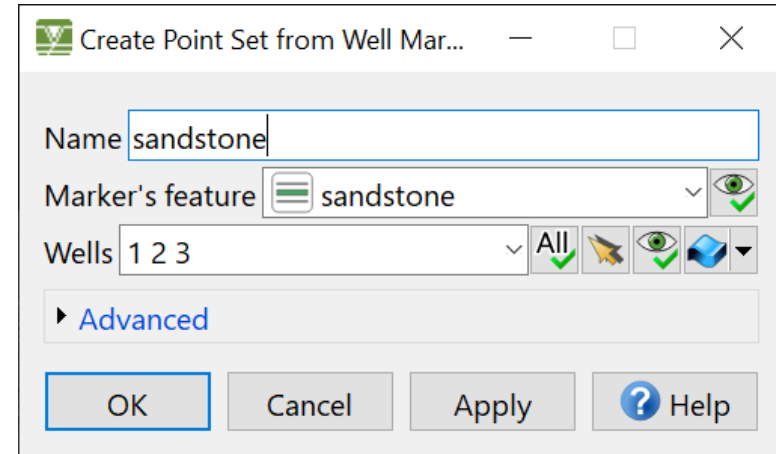 Create Point Set from Well Mar...
Name sandstone
Marker's feature sandstone
Wells 1 2 3 All
Advanced
OK Cancel Apply ? Help